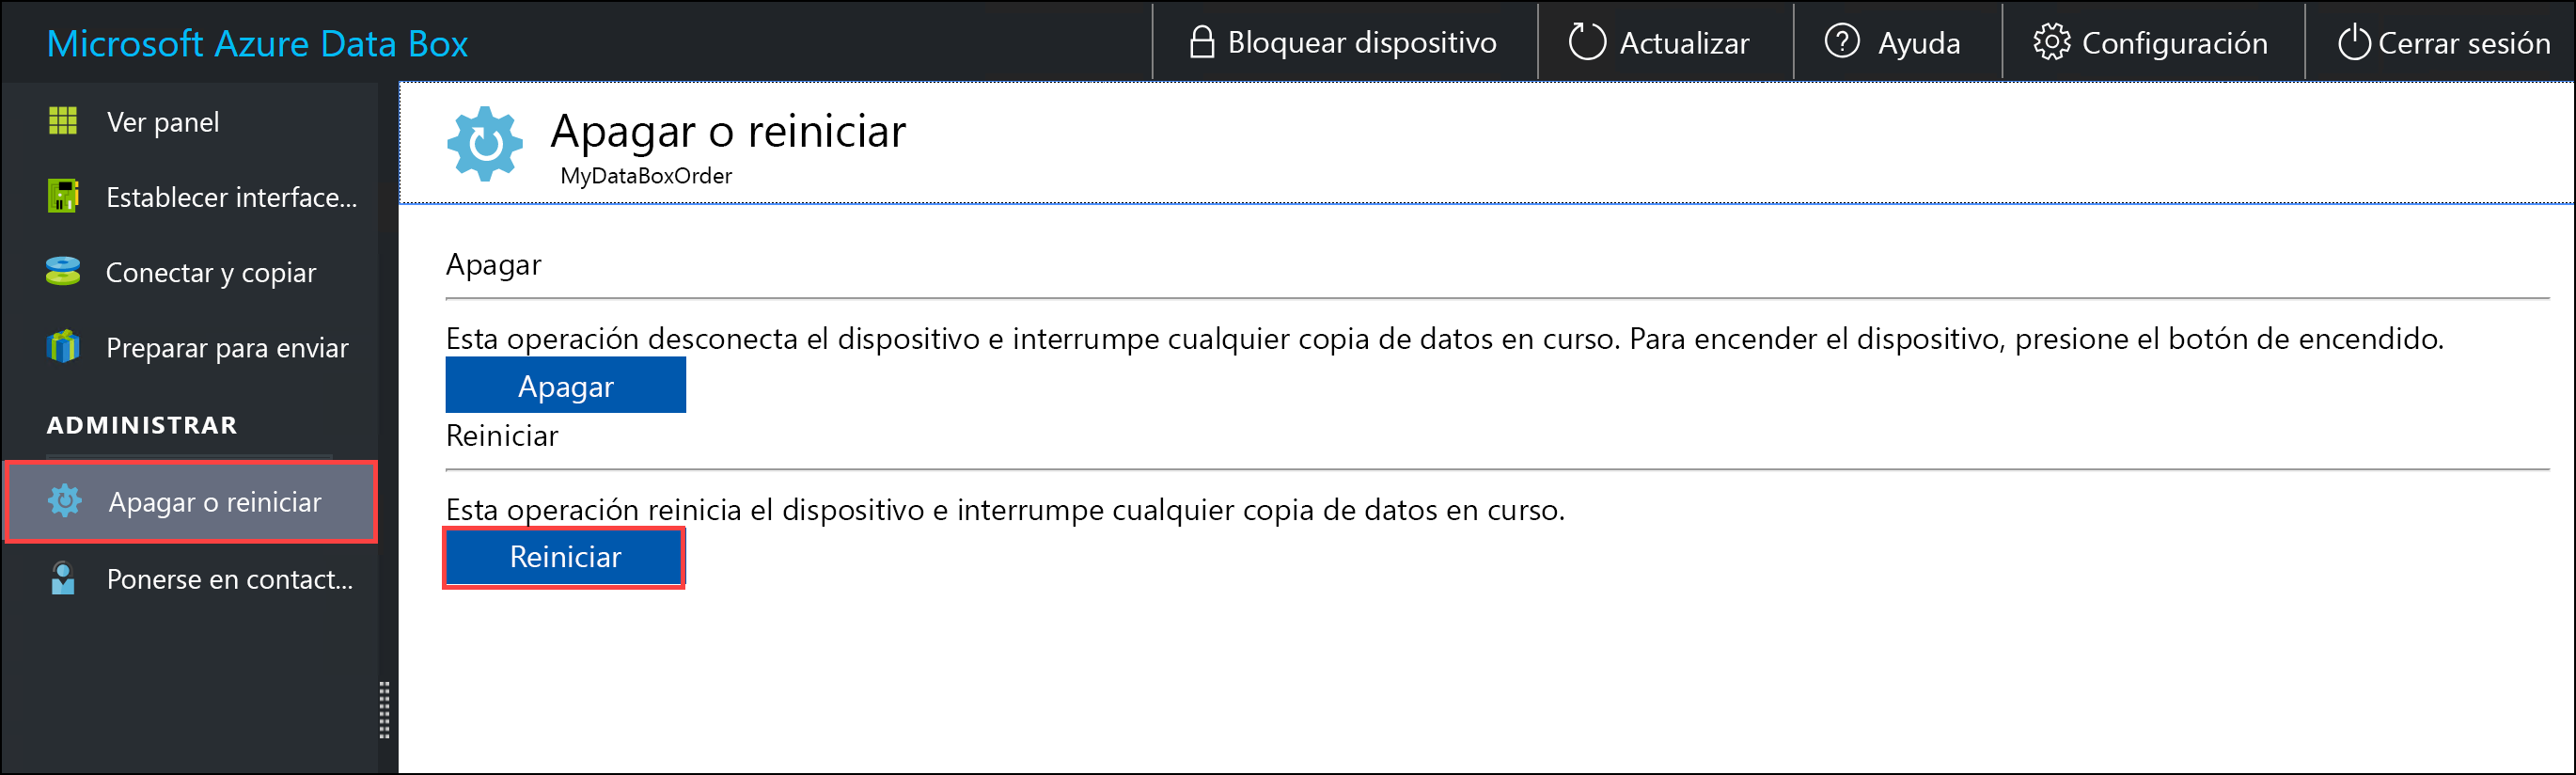 Microsoft Azure Data Box
Bloquear dispositivo
Actualizar
Ayuda
Configuración
Cerrar sesión
Ver panel
Establecer interface...
Conectar y copiar
Preparar para enviar
ADMINISTRAR
Apagar o reiniciar
Ponerse en contact...
Apagar o reiniciar
MyDataBoxOrder
Apagar
Esta operación desconecta el dispositivo e interrumpe cualquier copia de datos en curso. Para encender el dispositivo, presione el botón de encendido.
Apagar
Reiniciar
Esta operación reinicia el dispositivo e interrumpe cualquier copia de datos en curso.
Reiniciar